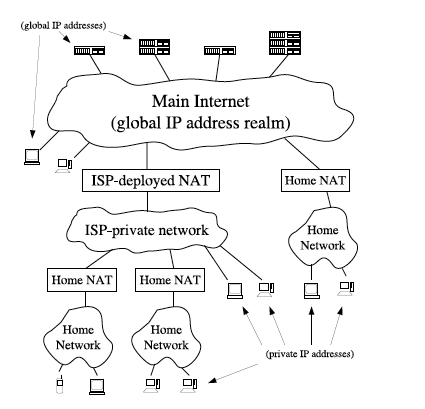 (global IP addresses)
Main Internet
(global IP address realm)
ISP-deployed NAT
Home NAT
ISP-private network
Home
Network
Home NAT
Home NAT
Home
Network
Home
Network
(private IP addresses)